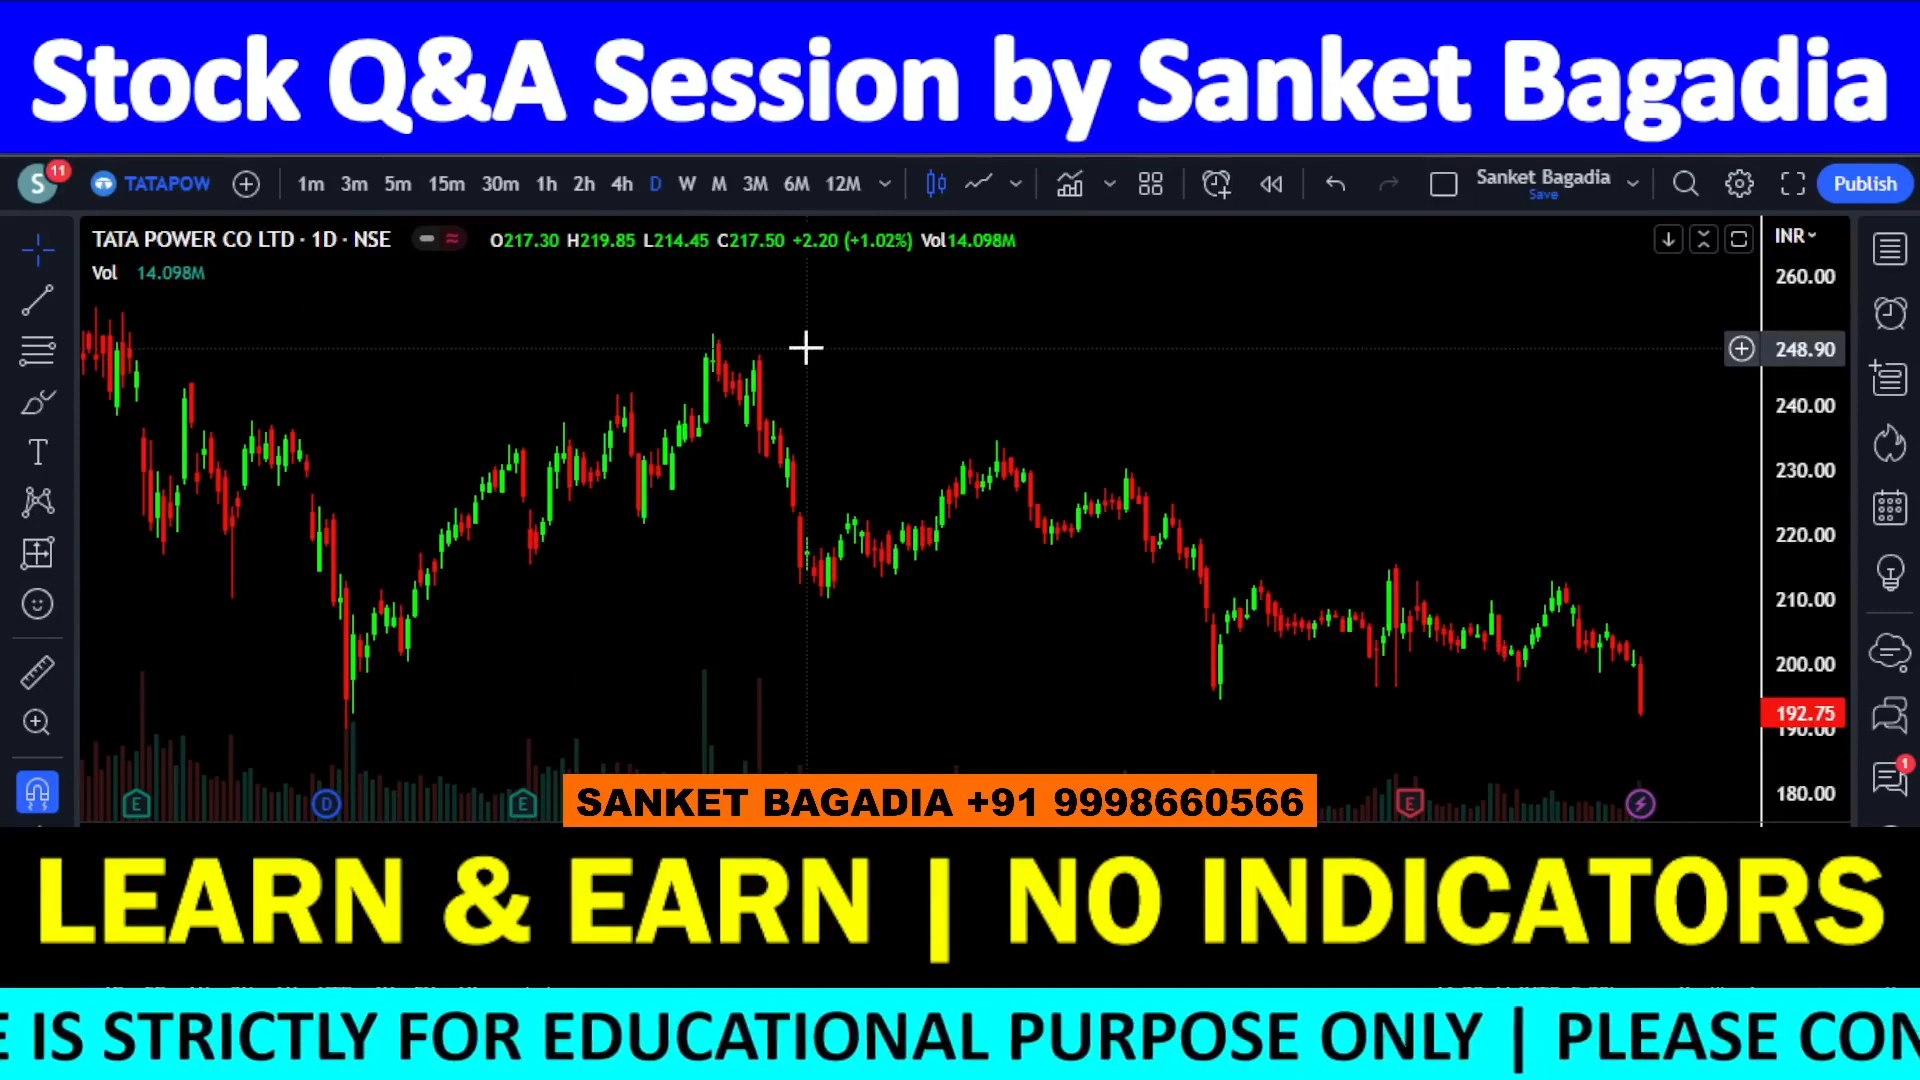 Stock Q&A Session by Sanket Bagadia
S 11 TATAPOW 1m 3m 5m 15m 30m 1h 2h 4h D W M 3M 6M 12M Sanket Bagadia Save Publish
TATA POWER CO LTD · 1D · NSE O217.30 H219.85 L214.45 C217.50 +2.20 (+1.02%) Vol14.098M INR
Vol 14.098M
260.00
248.90
240.00
230.00
T
220.00
210.00
200.00
192.75
190.00
1
180.00
E D E E
SANKET BAGADIA +91 9998660566
LEARN & EARN | NO INDICATORS
E IS STRICTLY FOR EDUCATIONAL PURPOSE ONLY | PLEASE CON